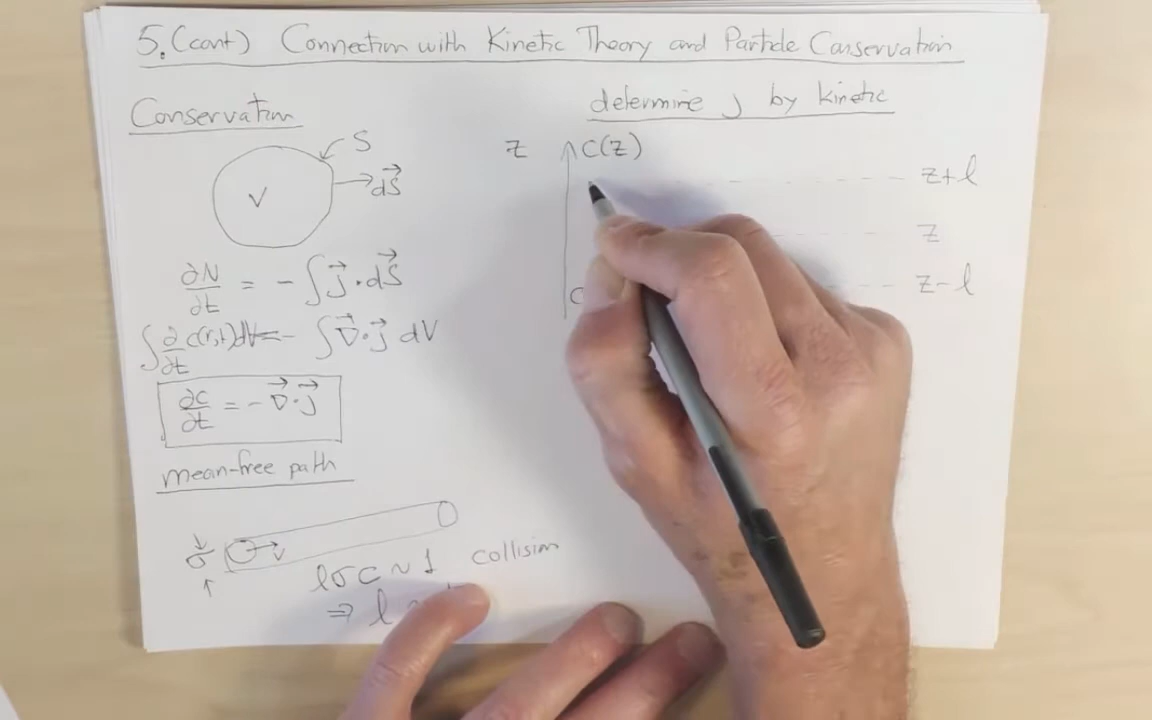 5. (cont) Connection with Kinetic Theory and Particle Conservation
Conservation
S
V
dS⃗
∂N/∂t = - ∫ j⃗ · dS⃗
∫ ∂/∂t c(r,t)dV = - ∫ ∇⃗ · j⃗ dV
∂c/∂t = - ∇⃗ · j⃗
mean-free path
σ
v
lσc ~ 1 collision
⇒ l ~
determine j by kinetic
z c(z)
z+l
z
z-l